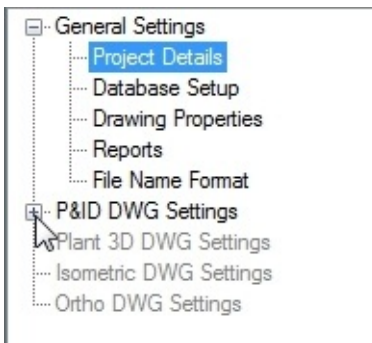 General Settings
Project Details
Database Setup
Drawing Properties
Reports
File Name Format
P&ID DWG Settings
Plant 3D DWG Settings
Isometric DWG Settings
Ortho DWG Settings